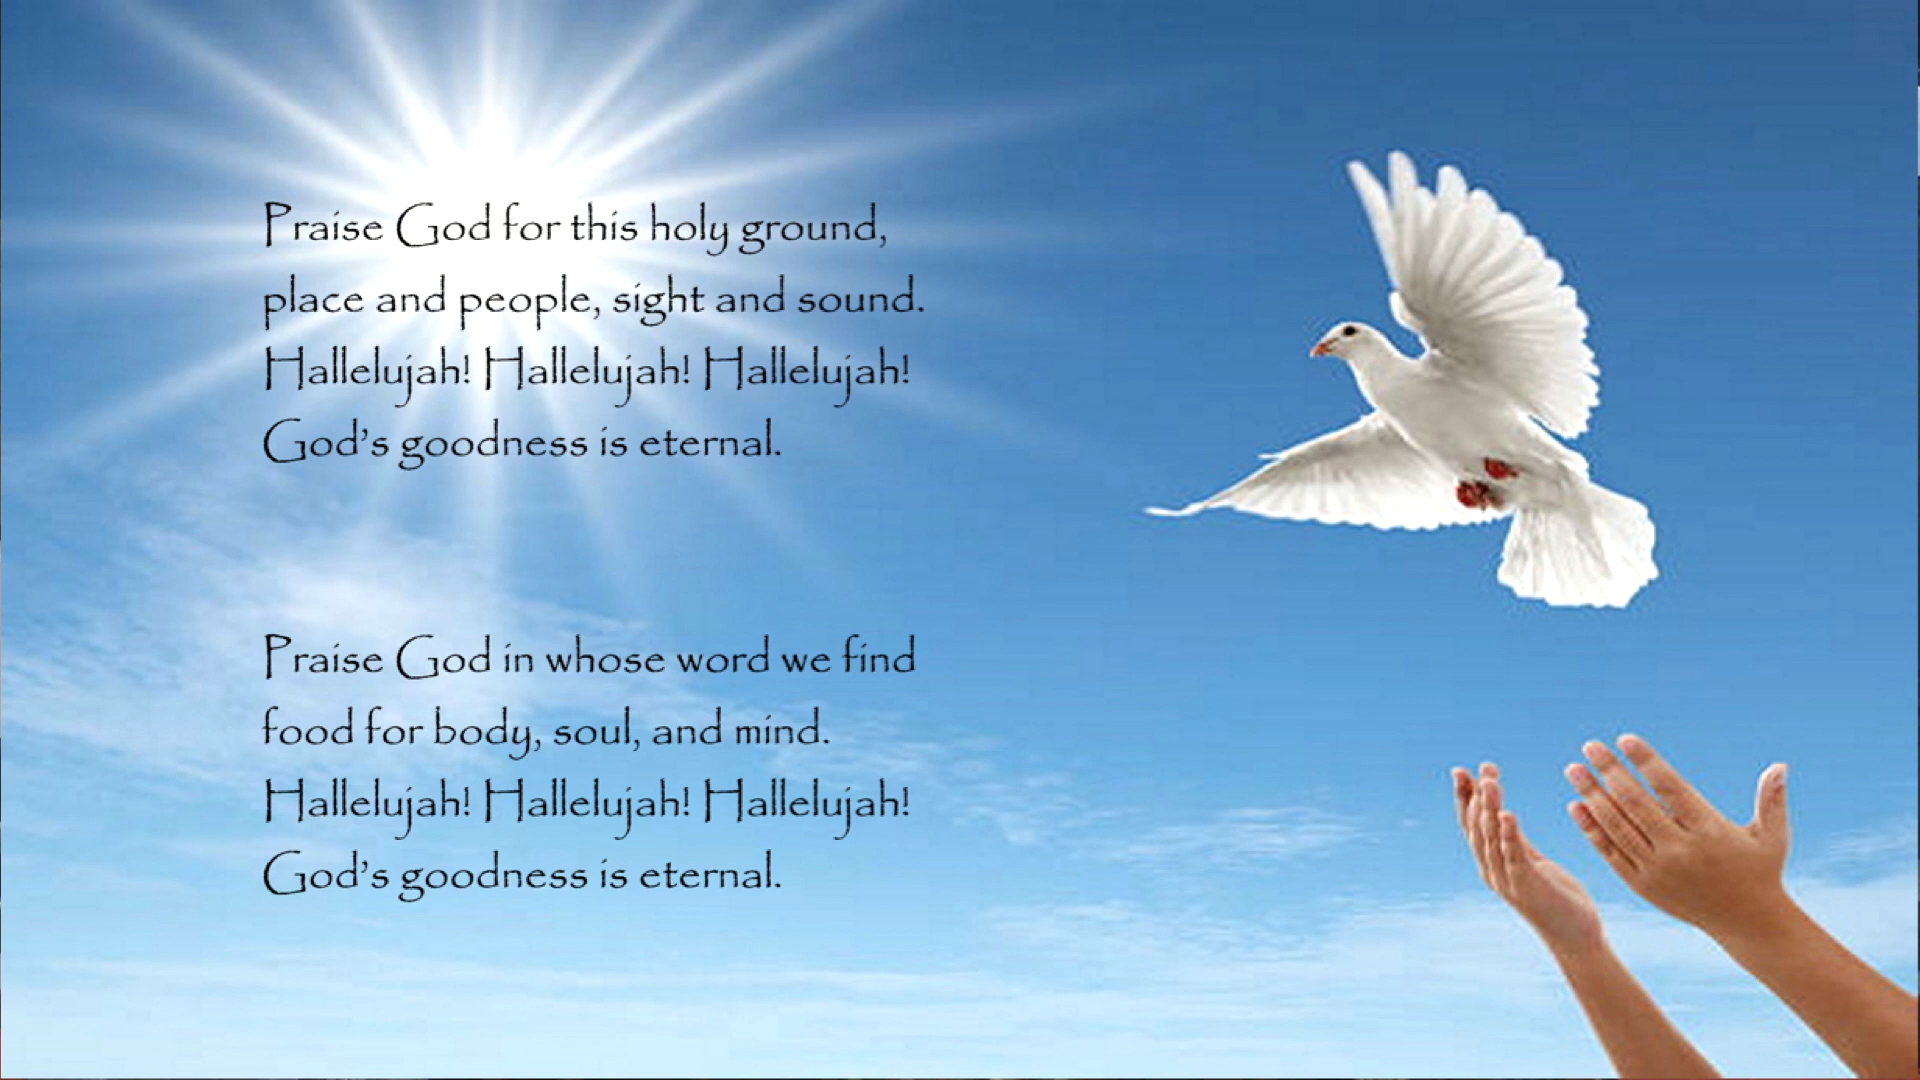 Praise God for this holy ground,
place and people, sight and sound.
Hallelujah! Hallelujah! Hallelujah!
God’s goodness is eternal.
Praise God in whose word we find
food for body, soul, and mind.
Hallelujah! Hallelujah! Hallelujah!
God’s goodness is eternal.